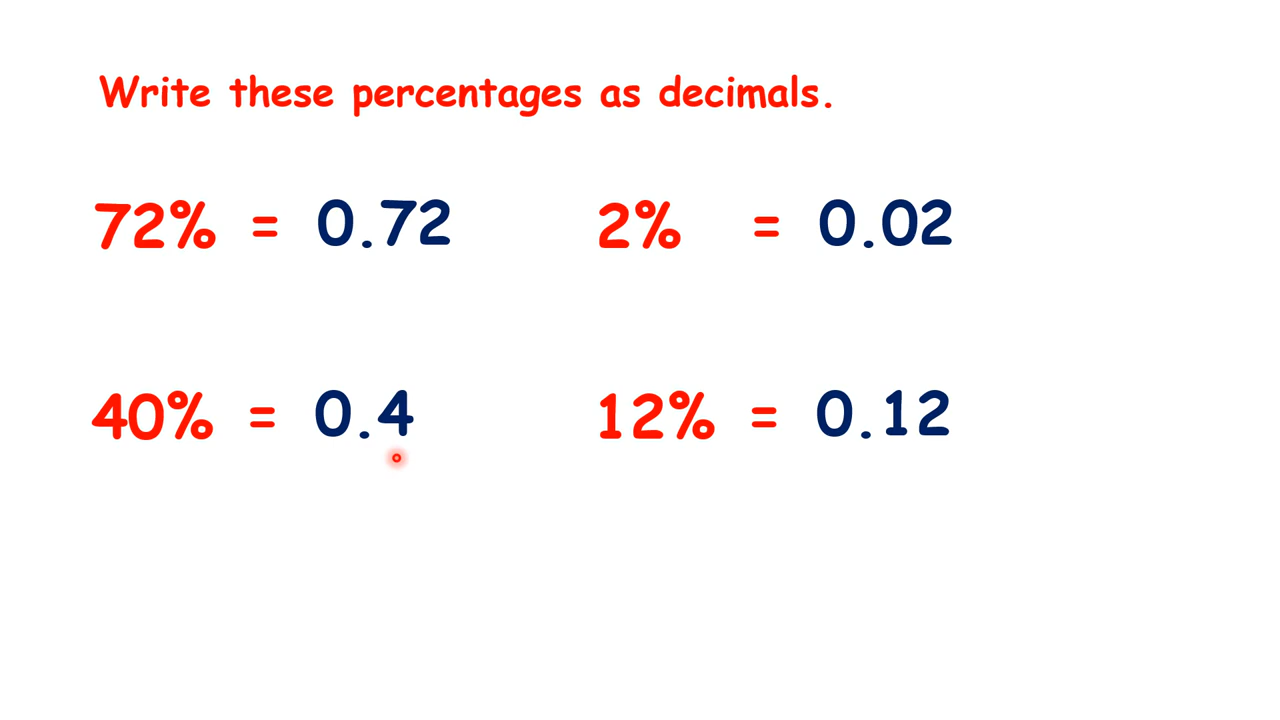 Write these percentages as decimals.
72% = 0.72 2% = 0.02
40% = 0.4 12% = 0.12